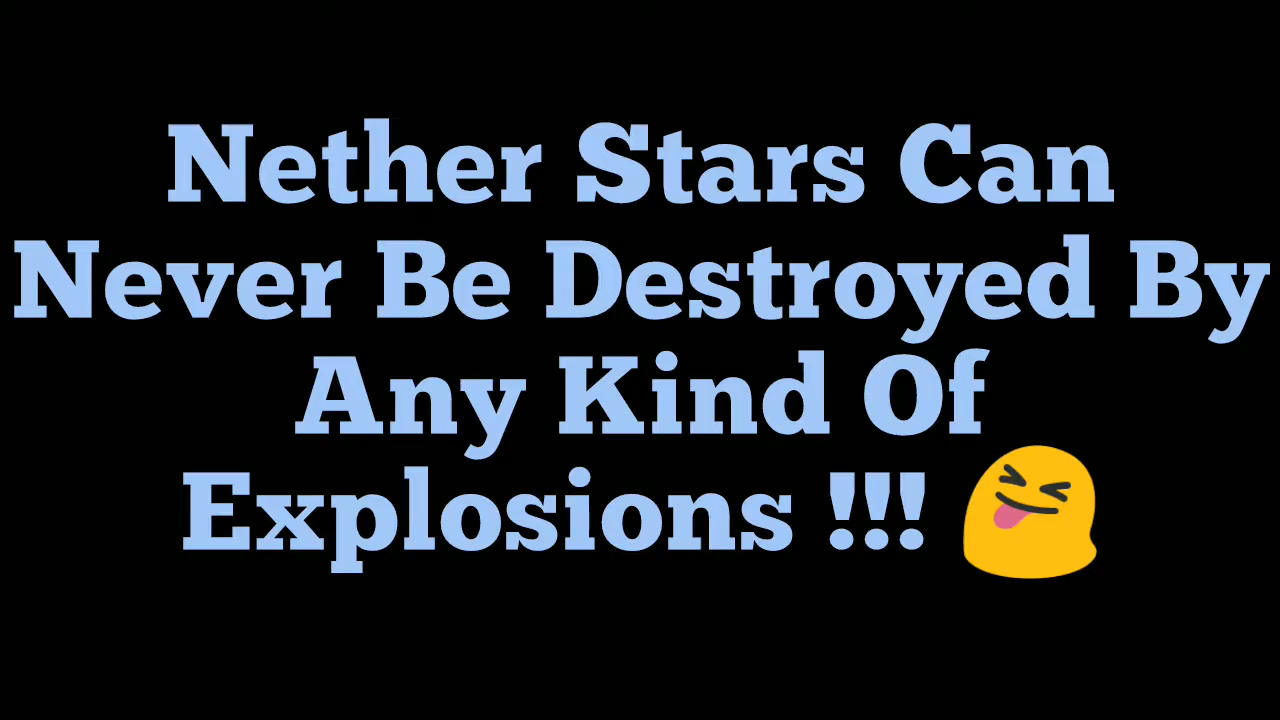 Nether Stars Can
Never Be Destroyed By
Any Kind Of
Explosions !!! 😝